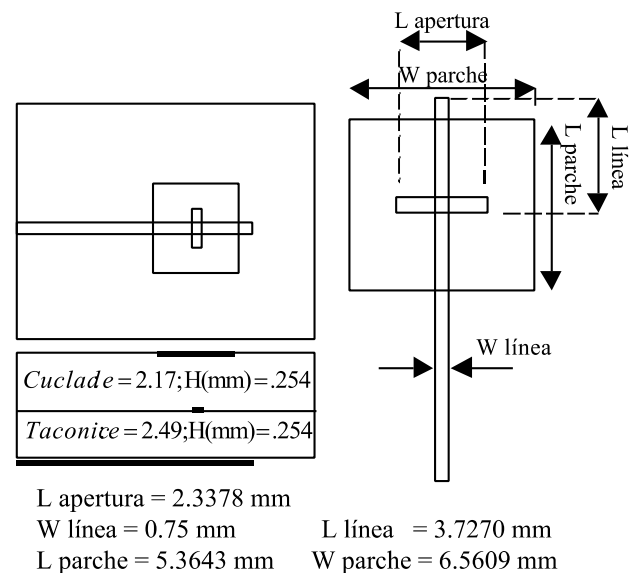 L apertura
W parche
L parche
L línea
W línea
Cuclade = 2.17;H(mm)=.254
Taconice = 2.49;H(mm)=.254
L apertura = 2.3378 mm
W línea = 0.75 mm L línea = 3.7270 mm
L parche = 5.3643 mm W parche = 6.5609 mm